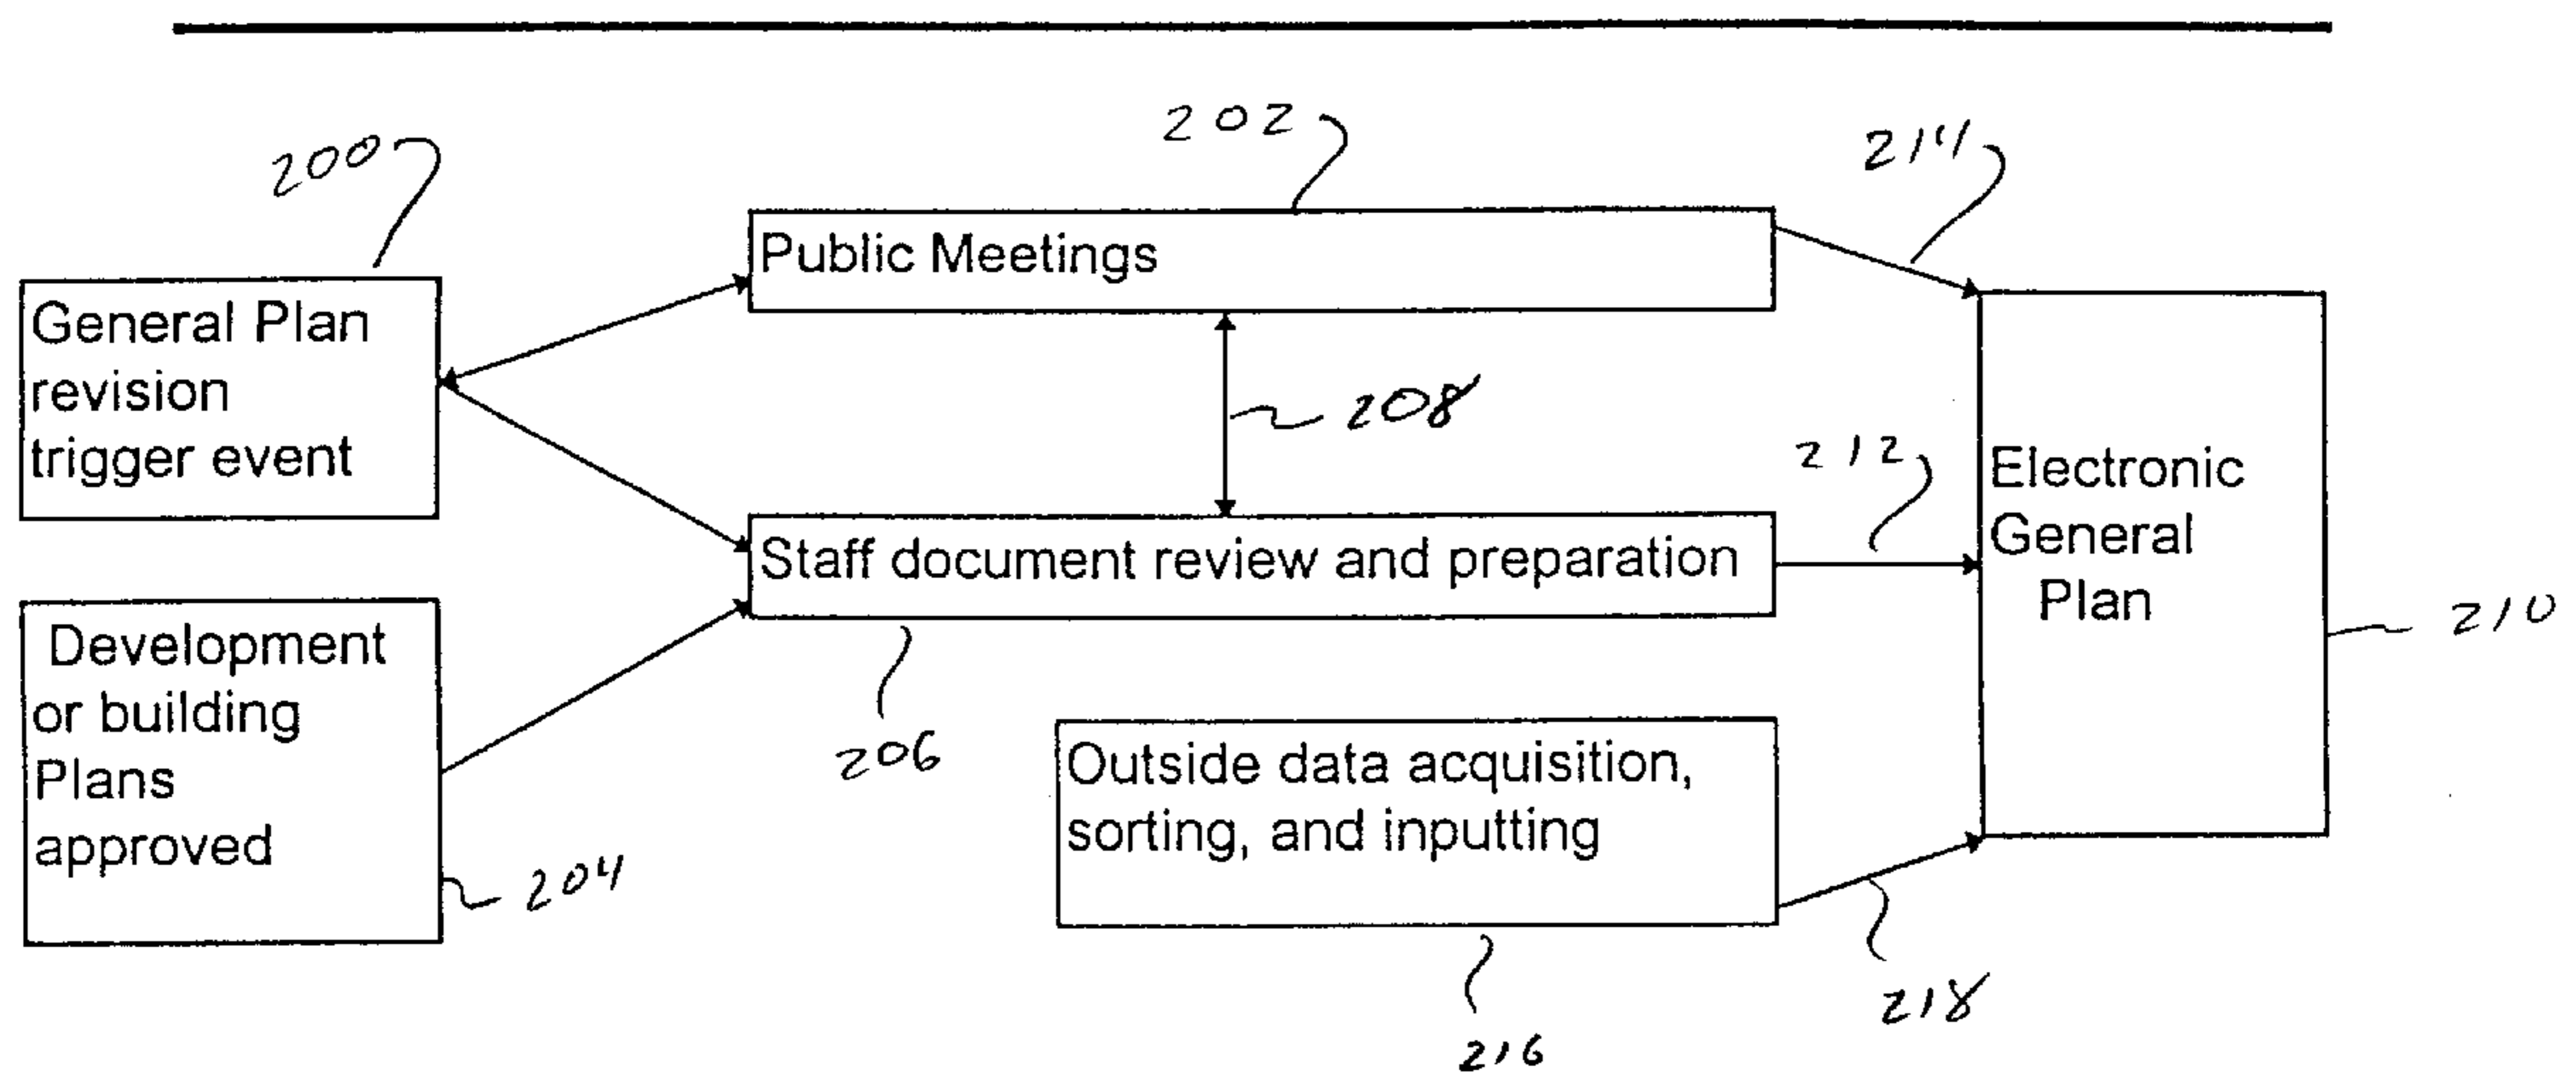 200
202
214
Public Meetings
General Plan
revision
trigger event
208
212
Electronic
General
Plan
Staff document review and preparation
210
Development
or building
Plans
approved
204
206
Outside data acquisition,
sorting, and inputting
218
216